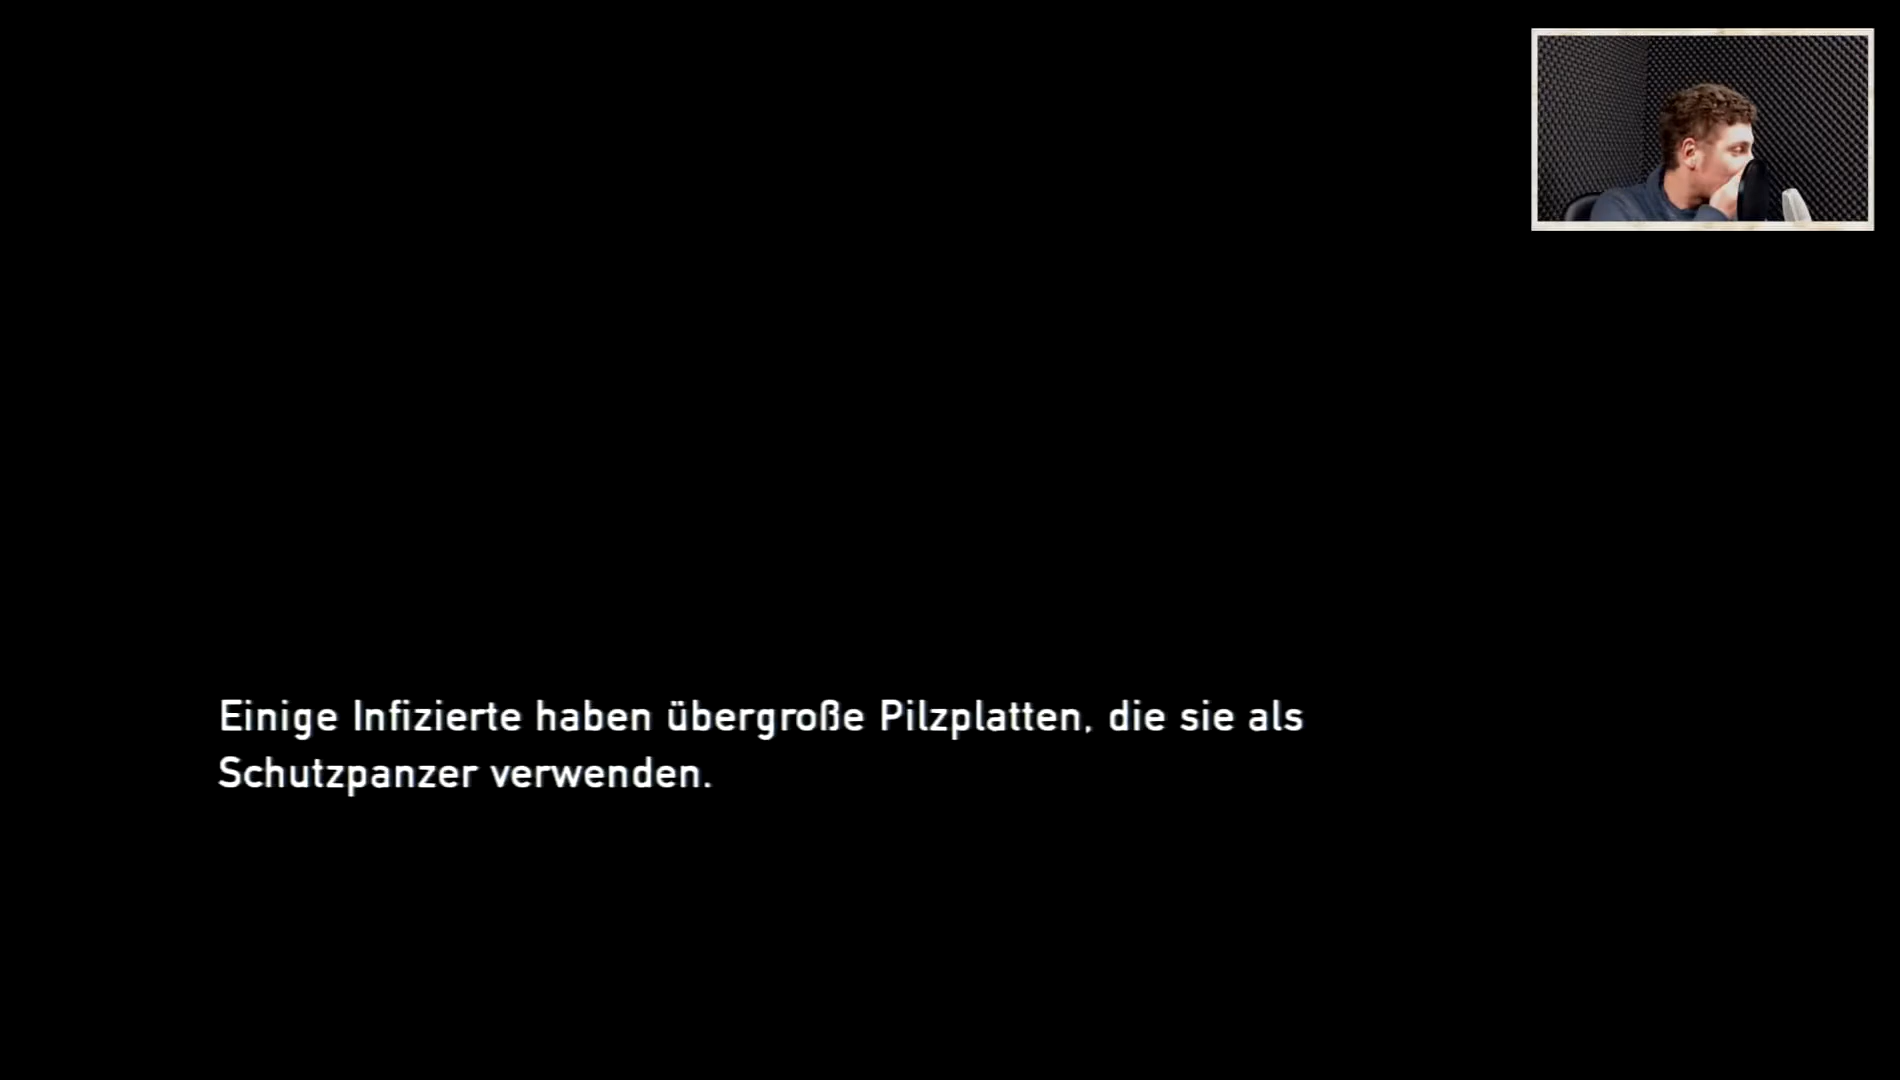 Einige Infizierte haben übergroße Pilzplatten, die sie als
Schutzpanzer verwenden.